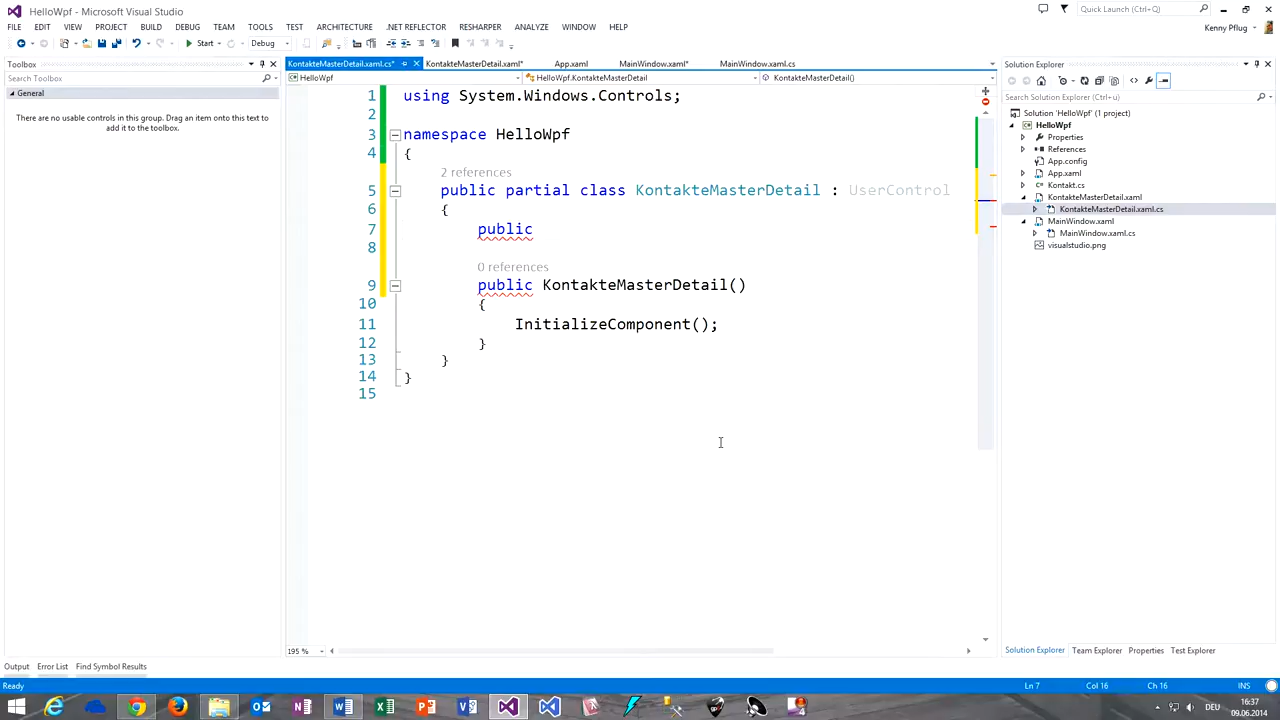 HelloWpf - Microsoft Visual Studio
Quick Launch (Ctrl+Q)
FILE EDIT VIEW PROJECT BUILD DEBUG TEAM TOOLS TEST ARCHITECTURE .NET REFLECTOR RESHARPER ANALYZE WINDOW HELP
Kenny Pflug
Start
Debug
Toolbox
Search Toolbox
General
There are no usable controls in this group. Drag an item onto this text to add it to the toolbox.
KontakteMasterDetail.xaml.cs* KontakteMasterDetail.xaml* App.xaml MainWindow.xaml* MainWindow.xaml.cs
HelloWpf HelloWpf.KontakteMasterDetail KontakteMasterDetail()
1 using System.Windows.Controls;
2
3 namespace HelloWpf
4 {
2 references
5 public partial class KontakteMasterDetail : UserControl
6 {
7 public
8
0 references
9 public KontakteMasterDetail()
10 {
11 InitializeComponent();
12 }
13 }
14 }
15
195 %
Solution Explorer
Search Solution Explorer (Ctrl+ü)
Solution 'HelloWpf' (1 project)
HelloWpf
Properties
References
App.config
App.xaml
Kontakt.cs
KontakteMasterDetail.xaml
KontakteMasterDetail.xaml.cs
MainWindow.xaml
MainWindow.xaml.cs
visualstudio.png
Solution Explorer Team Explorer Properties Test Explorer
Output Error List Find Symbol Results
Ready Ln 7 Col 16 Ch 16 INS
DEU
16:37
09.06.2014